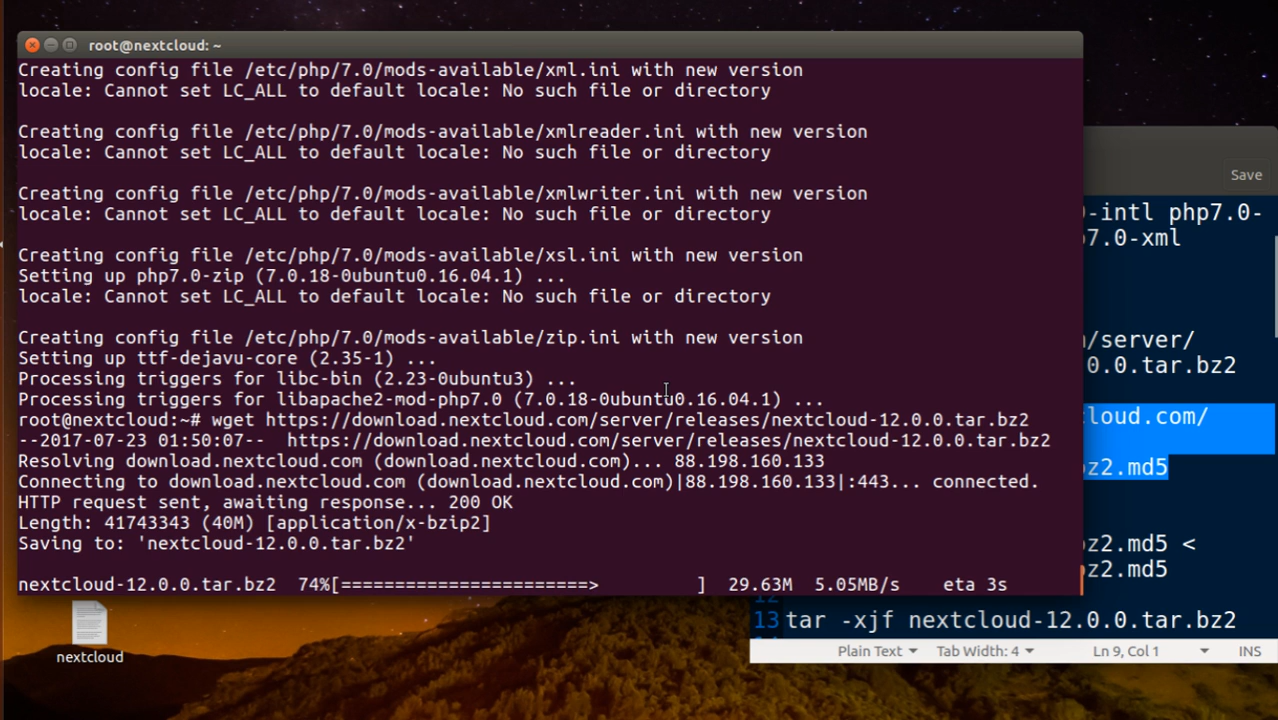 root@nextcloud: ~
Creating config file /etc/php/7.0/mods-available/xml.ini with new version
locale: Cannot set LC_ALL to default locale: No such file or directory
Creating config file /etc/php/7.0/mods-available/xmlreader.ini with new version
locale: Cannot set LC_ALL to default locale: No such file or directory
Creating config file /etc/php/7.0/mods-available/xmlwriter.ini with new version
locale: Cannot set LC_ALL to default locale: No such file or directory
Creating config file /etc/php/7.0/mods-available/xsl.ini with new version
Setting up php7.0-zip (7.0.18-0ubuntu0.16.04.1) ...
locale: Cannot set LC_ALL to default locale: No such file or directory
Creating config file /etc/php/7.0/mods-available/zip.ini with new version
Setting up ttf-dejavu-core (2.35-1) ...
Processing triggers for libc-bin (2.23-0ubuntu3) ...
Processing triggers for libapache2-mod-php7.0 (7.0.18-0ubuntu0.16.04.1) ...
root@nextcloud:~# wget https://download.nextcloud.com/server/releases/nextcloud-12.0.0.tar.bz2
--2017-07-23 01:50:07--  https://download.nextcloud.com/server/releases/nextcloud-12.0.0.tar.bz2
Resolving download.nextcloud.com (download.nextcloud.com)... 88.198.160.133
Connecting to download.nextcloud.com (download.nextcloud.com)|88.198.160.133|:443... connected.
HTTP request sent, awaiting response... 200 OK
Length: 41743343 (40M) [application/x-bzip2]
Saving to: 'nextcloud-12.0.0.tar.bz2'
nextcloud-12.0.0.tar.bz2  74%[=======================>         ]  29.63M  5.05MB/s    eta 3s
Save
-intl php7.0-
7.0-xml
/server/
0.0.tar.bz2
cloud.com/
z2.md5
z2.md5 <
z2.md5
13 tar -xjf nextcloud-12.0.0.tar.bz2
Plain Text Tab Width: 4 Ln 9, Col 1 INS
nextcloud